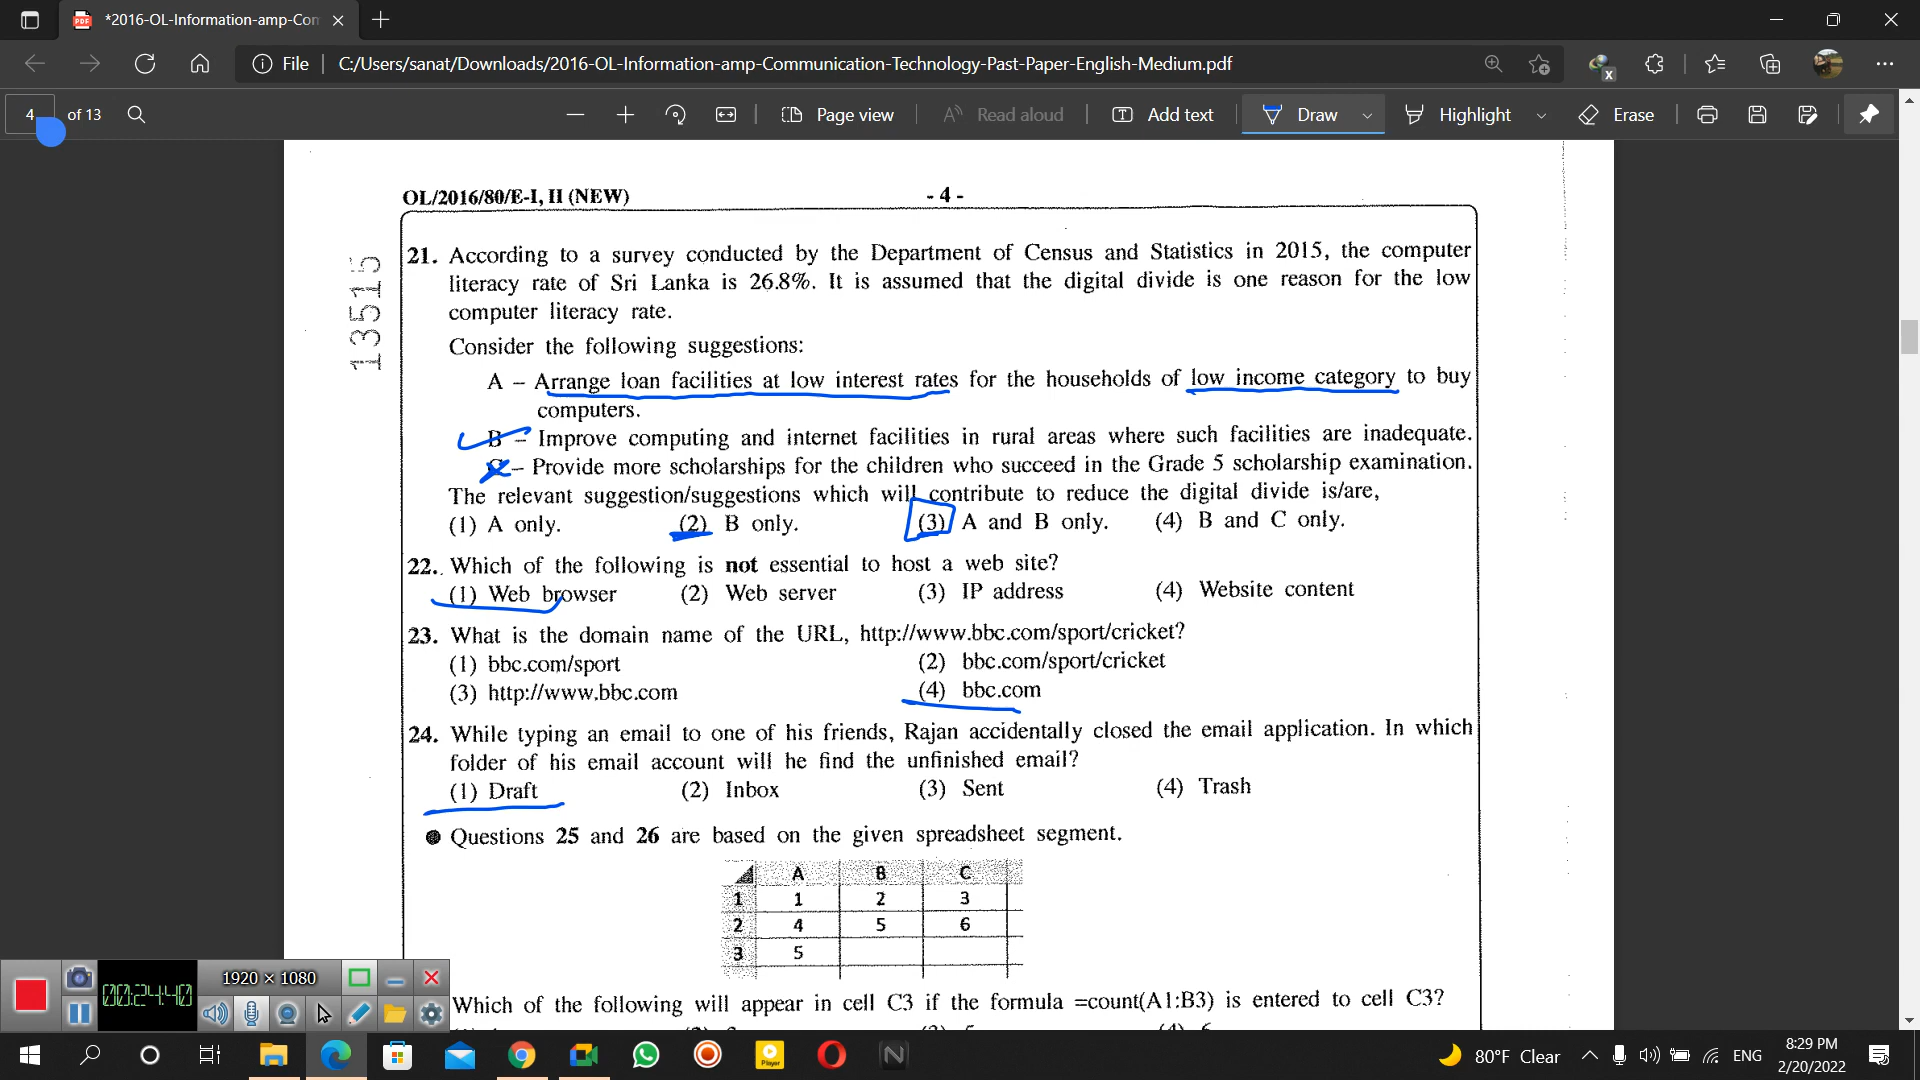 *2016-OL-Information-amp-Com
File
C:/Users/sanat/Downloads/2016-OL-Information-amp-Communication-Technology-Past-Paper-English-Medium.pdf
4 of 13
Page view
Read aloud
Add text
Draw
Highlight
Erase
OL/2016/80/E-I, II (NEW)
- 4 -
13515
21. According to a survey conducted by the Department of Census and Statistics in 2015, the computer
literacy rate of Sri Lanka is 26.8%. It is assumed that the digital divide is one reason for the low
computer literacy rate.
Consider the following suggestions:
A – Arrange loan facilities at low interest rates for the households of low income category to buy
computers.
B – Improve computing and internet facilities in rural areas where such facilities are inadequate.
C – Provide more scholarships for the children who succeed in the Grade 5 scholarship examination.
The relevant suggestion/suggestions which will contribute to reduce the digital divide is/are,
(1) A only. (2) B only. (3) A and B only. (4) B and C only.
22. Which of the following is not essential to host a web site?
(1) Web browser (2) Web server (3) IP address (4) Website content
23. What is the domain name of the URL, http://www.bbc.com/sport/cricket?
(1) bbc.com/sport (2) bbc.com/sport/cricket
(3) http://www.bbc.com (4) bbc.com
24. While typing an email to one of his friends, Rajan accidentally closed the email application. In which
folder of his email account will he find the unfinished email?
(1) Draft (2) Inbox (3) Sent (4) Trash
● Questions 25 and 26 are based on the given spreadsheet segment.
A B C
1 1 2 3
2 4 5 6
3 5
Which of the following will appear in cell C3 if the formula =count(A1:B3) is entered to cell C3?
1920 × 1080
00:24:40
Player
80°F Clear
ENG
8:29 PM
2/20/2022